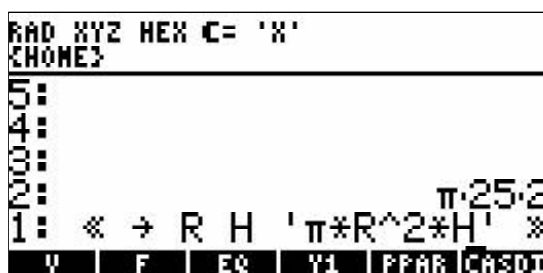 RAD XYZ HEX C= 'X'
{HOME}
5:
4:
3:
2: π·25·2
1: « → R H 'π*R^2*H' »
V F EQ Y1 PPAR CASDI